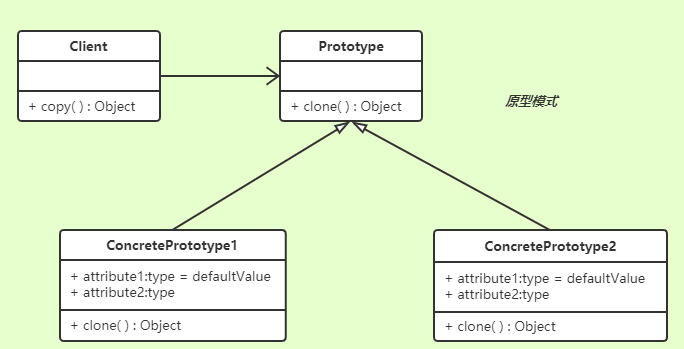 Client
Prototype
+ copy( ) : Object
+ clone( ) : Object
原型模式
ConcretePrototype1
+ attribute1:type = defaultValue
+ attribute2:type
+ clone( ) : Object
ConcretePrototype2
+ attribute1:type = defaultValue
+ attribute2:type
+ clone( ) : Object